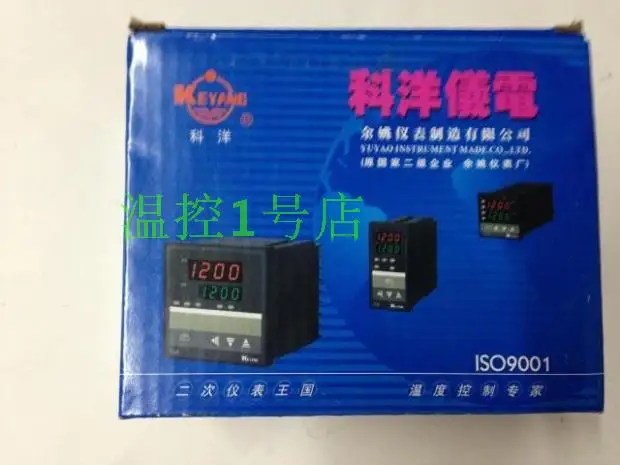 KEYANG
科洋
科洋儀電
余姚仪表制造有限公司
YUYAO INSTRUMENT MADE.CO.,LTD.
(原国家二级企业 余姚仪表厂)
温控1号店
1200
1200
1200
1200
1200
1200
ISO9001
二次仪表王国
温度控制专家